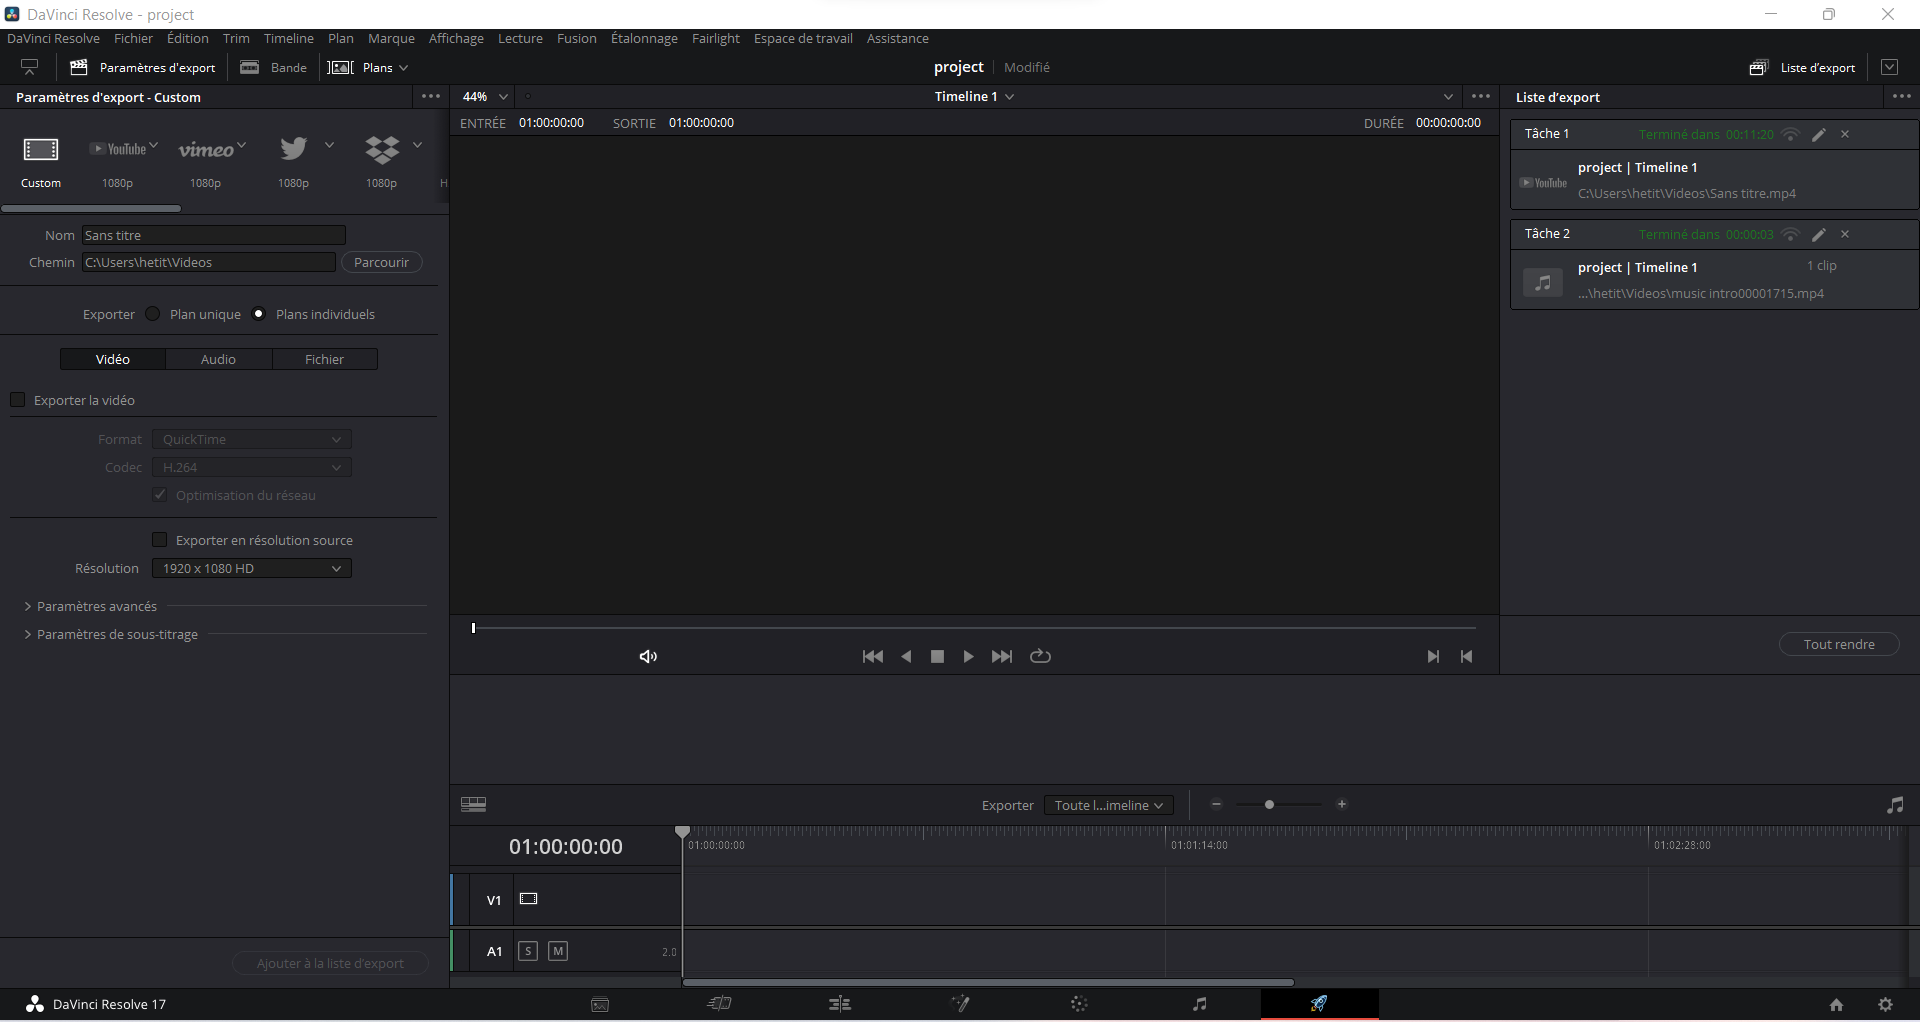 DaVinci Resolve - project
DaVinci Resolve Fichier Édition Trim Timeline Plan Marque Affichage Lecture Fusion Étalonnage Fairlight Espace de travail Assistance
Paramètres d'export Bande Plans project Modifié Liste d'export
Paramètres d'export - Custom 44% Timeline 1 Liste d'export
ENTRÉE 01:00:00:00 SORTIE 01:00:00:00 DURÉE 00:00:00:00
YouTube vimeo
Custom 1080p 1080p 1080p 1080p H
Tâche 1 Terminé dans 00:11:20
project | Timeline 1
YouTube
C:\Users\hetit\Videos\Sans titre.mp4
Tâche 2 Terminé dans 00:00:03
project | Timeline 1 1 clip
...\hetit\Videos\music intro00001715.mp4
Nom Sans titre
Chemin C:\Users\hetit\Videos Parcourir
Exporter Plan unique Plans individuels
Vidéo Audio Fichier
Exporter la vidéo
Format QuickTime
Codec H.264
Optimisation du réseau
Exporter en résolution source
Résolution 1920 x 1080 HD
Paramètres avancés
Paramètres de sous-titrage
Tout rendre
Exporter Toute l...imeline
01:00:00:00 01:00:00:00 01:01:14:00 01:02:28:00
V1
A1 S M 2.0
Ajouter à la liste d'export
DaVinci Resolve 17